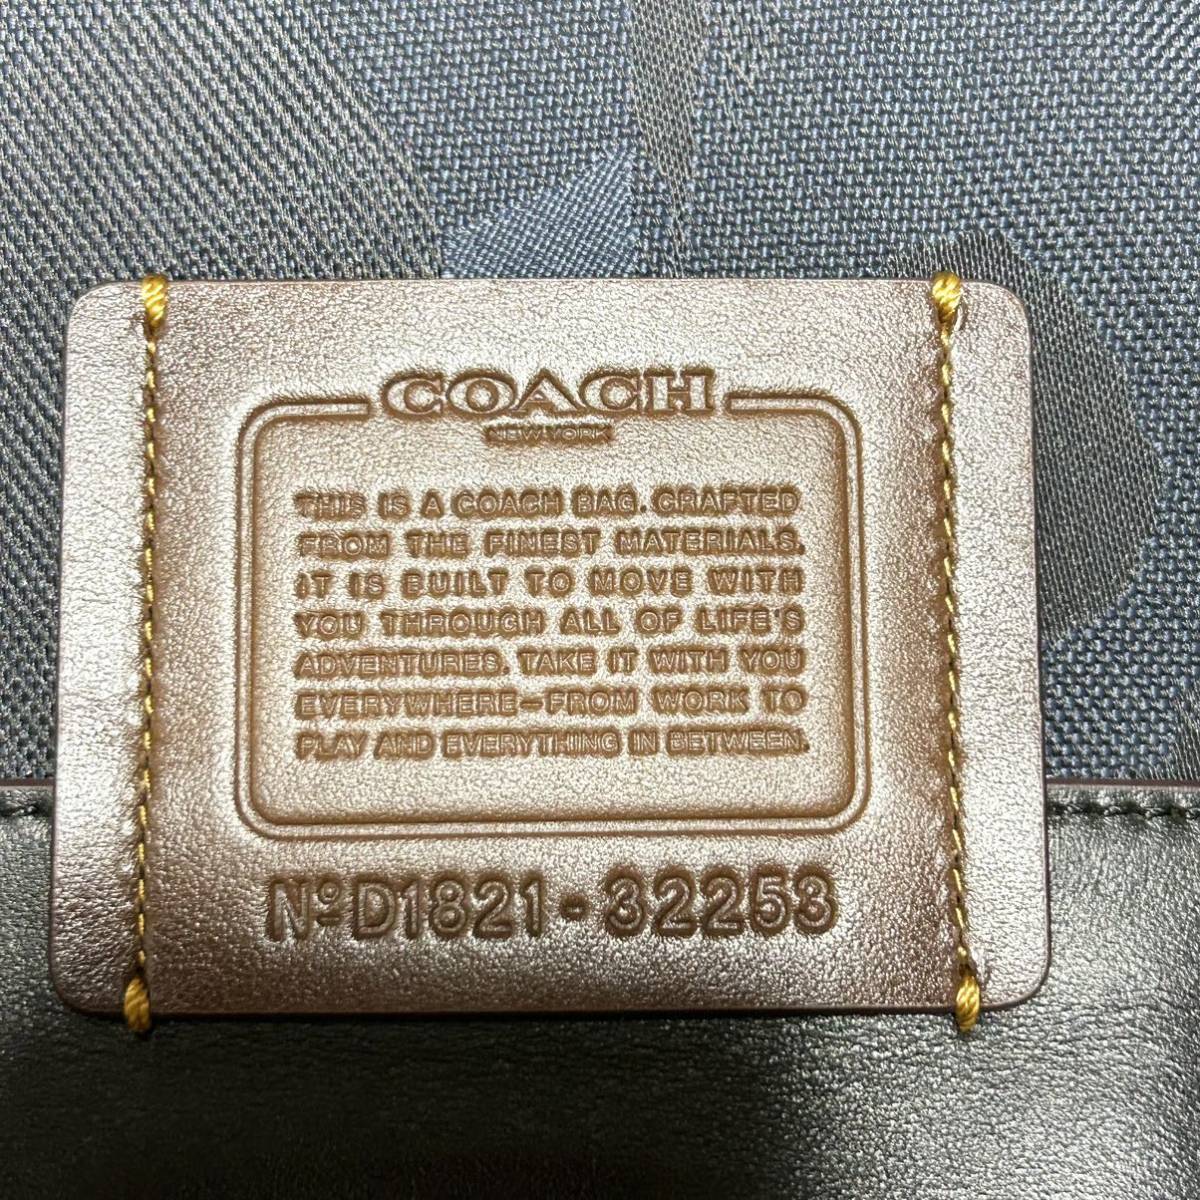 COACH
NEW YORK
THIS IS A COACH BAG. CRAFTED
FROM THE FINEST MATERIALS.
IT IS BUILT TO MOVE WITH
YOU THROUGH ALL OF LIFE'S
ADVENTURES. TAKE IT WITH YOU
EVERYWHERE—FROM WORK TO
PLAY AND EVERYTHING IN BETWEEN.
Nº D1821-32253